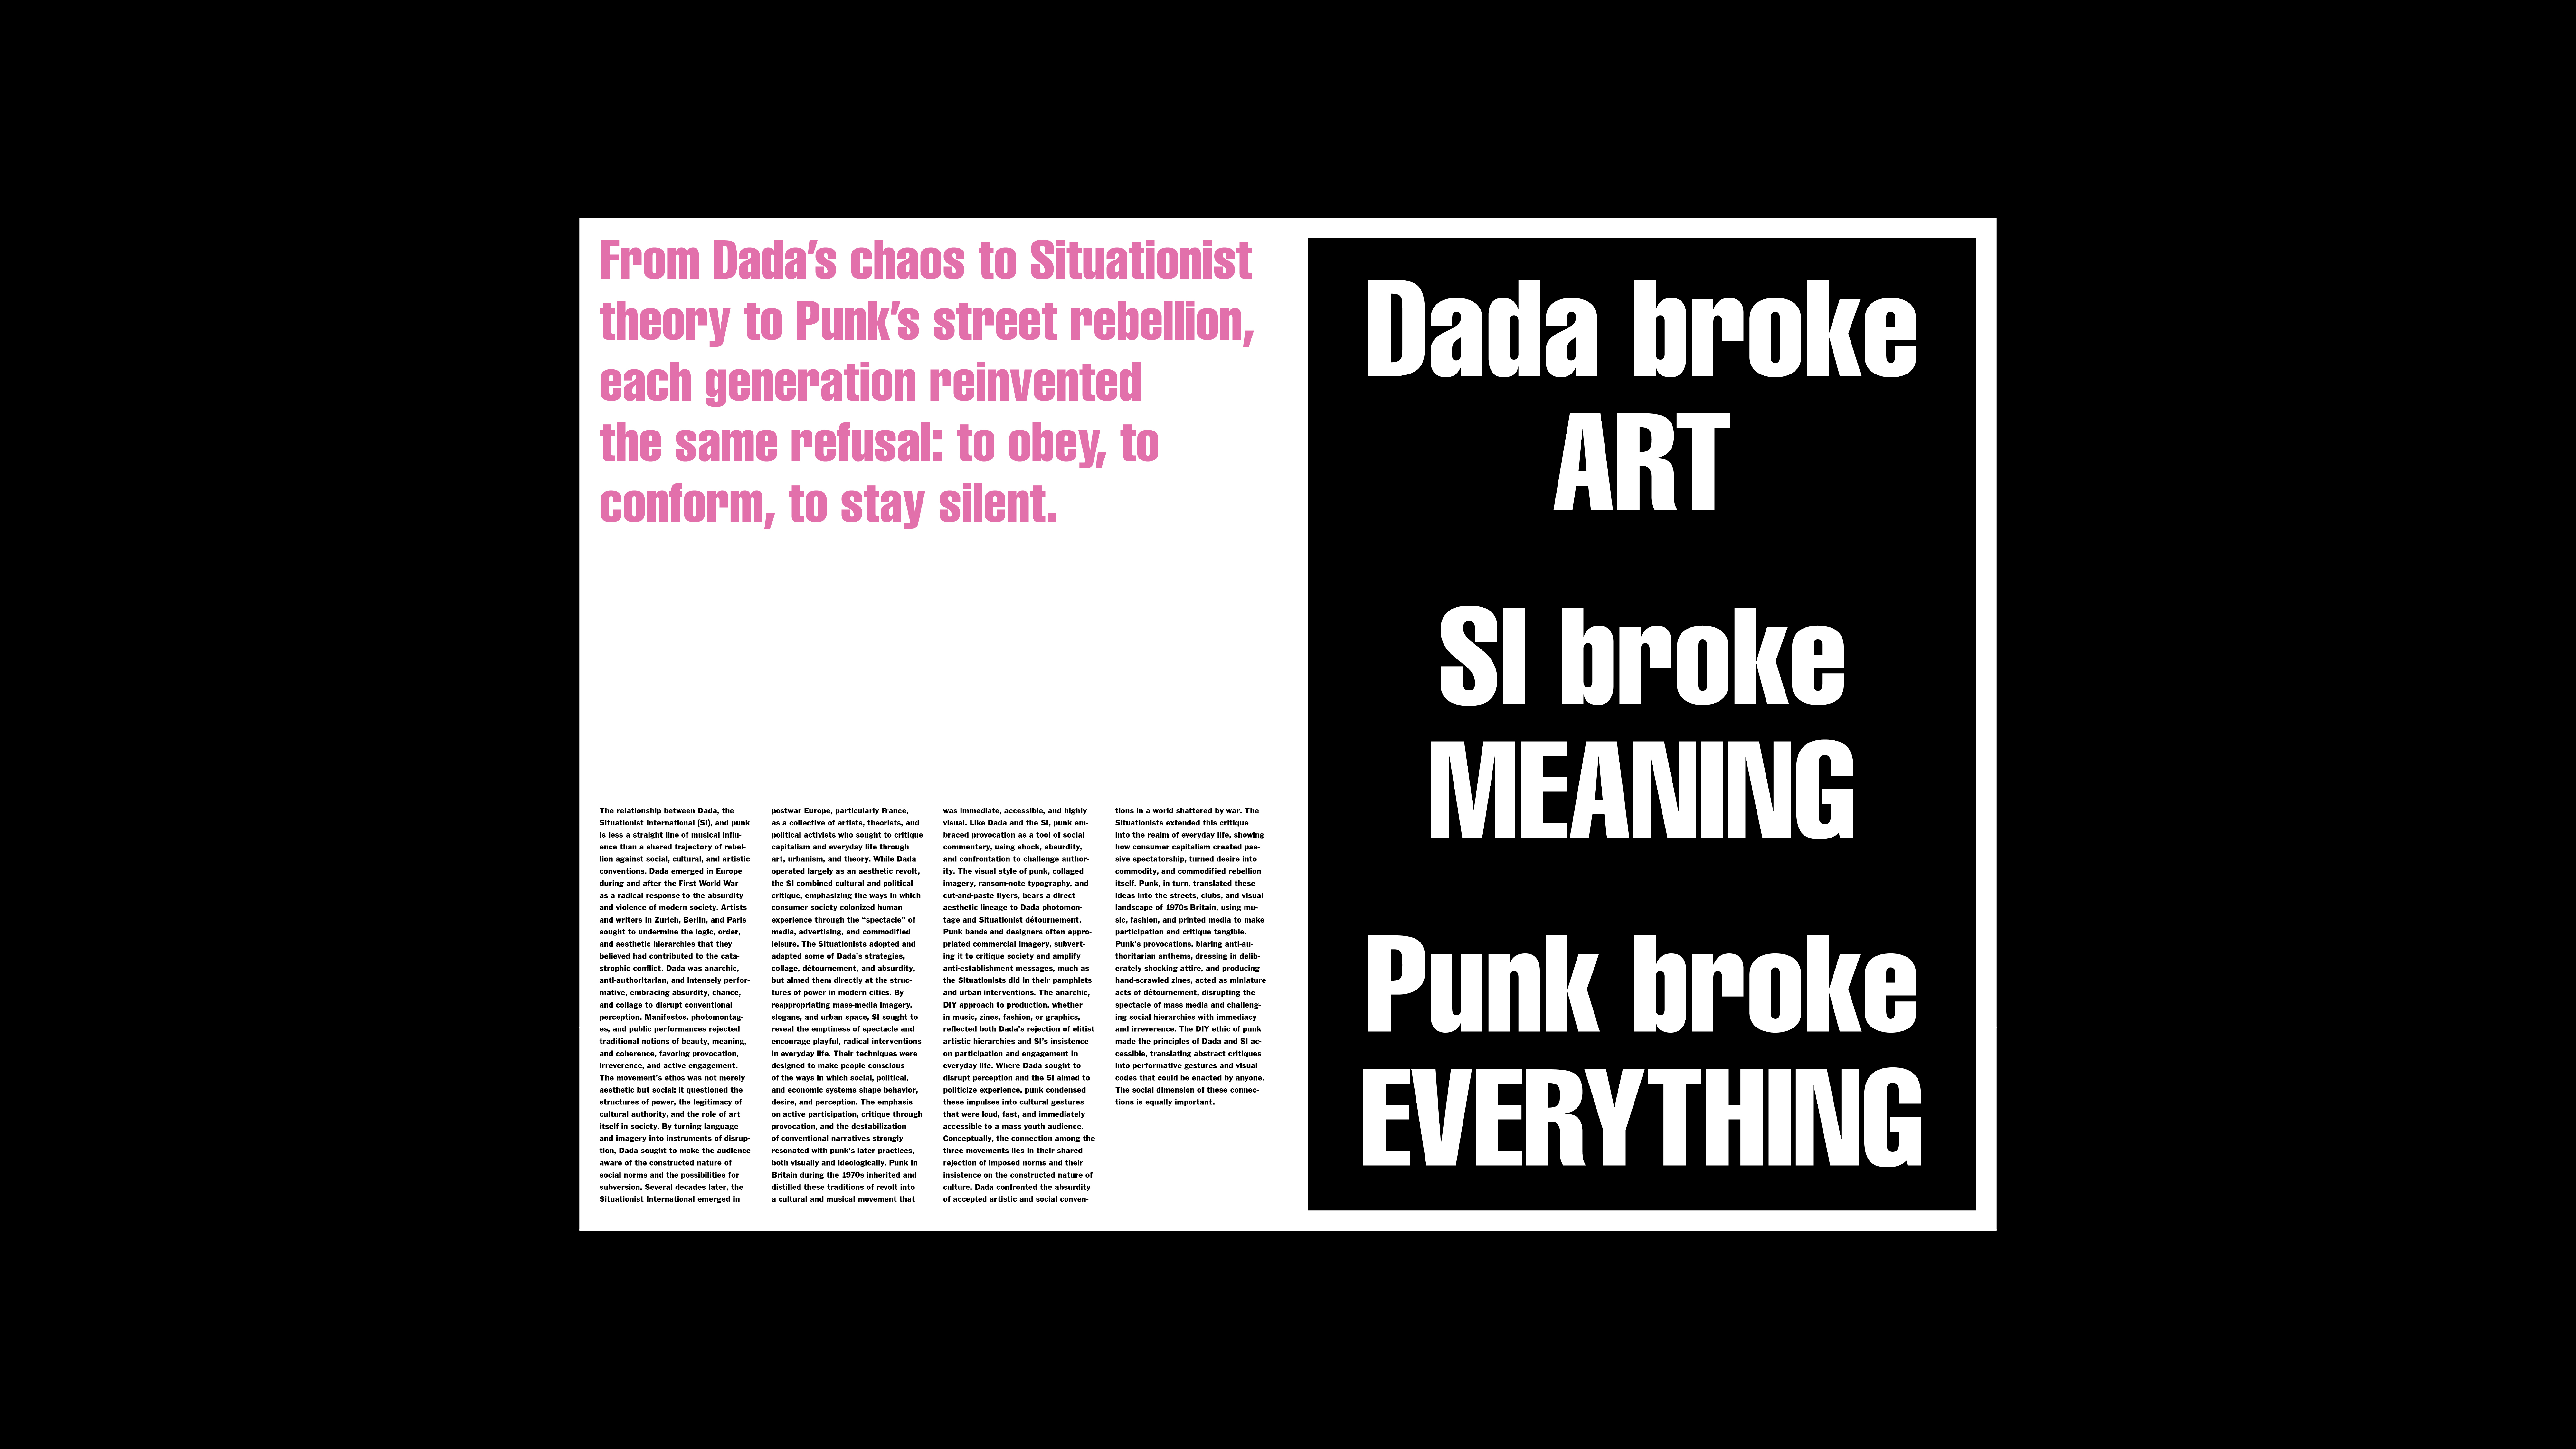 From Dada’s chaos to Situationist
theory to Punk’s street rebellion,
each generation reinvented
the same refusal: to obey, to
conform, to stay silent.
The relationship between Dada, the
Situationist International (SI), and punk
is less a straight line of musical influ-
ence than a shared trajectory of rebel-
lion against social, cultural, and artistic
conventions. Dada emerged in Europe
during and after the First World War
as a radical response to the absurdity
and violence of modern society. Artists
and writers in Zurich, Berlin, and Paris
sought to undermine the logic, order,
and aesthetic hierarchies that they
believed had contributed to the cata-
strophic conflict. Dada was anarchic,
anti-authoritarian, and intensely perfor-
mative, embracing absurdity, chance,
and collage to disrupt conventional
perception. Manifestos, photomontag-
es, and public performances rejected
traditional notions of beauty, meaning,
and coherence, favoring provocation,
irreverence, and active engagement.
The movement’s ethos was not merely
aesthetic but social: it questioned the
structures of power, the legitimacy of
cultural authority, and the role of art
itself in society. By turning language
and imagery into instruments of disrup-
tion, Dada sought to make the audience
aware of the constructed nature of
social norms and the possibilities for
subversion. Several decades later, the
Situationist International emerged in
postwar Europe, particularly France,
as a collective of artists, theorists, and
political activists who sought to critique
capitalism and everyday life through
art, urbanism, and theory. While Dada
operated largely as an aesthetic revolt,
the SI combined cultural and political
critique, emphasizing the ways in which
consumer society colonized human
experience through the “spectacle” of
media, advertising, and commodified
leisure. The Situationists adopted and
adapted some of Dada’s strategies,
collage, détournement, and absurdity,
but aimed them directly at the struc-
tures of power in modern cities. By
reappropriating mass-media imagery,
slogans, and urban space, SI sought to
reveal the emptiness of spectacle and
encourage playful, radical interventions
in everyday life. Their techniques were
designed to make people conscious
of the ways in which social, political,
and economic systems shape behavior,
desire, and perception. The emphasis
on active participation, critique through
provocation, and the destabilization
of conventional narratives strongly
resonated with punk’s later practices,
both visually and ideologically. Punk in
Britain during the 1970s inherited and
distilled these traditions of revolt into
a cultural and musical movement that
was immediate, accessible, and highly
visual. Like Dada and the SI, punk em-
braced provocation as a tool of social
commentary, using shock, absurdity,
and confrontation to challenge author-
ity. The visual style of punk, collaged
imagery, ransom-note typography, and
cut-and-paste flyers, bears a direct
aesthetic lineage to Dada photomon-
tage and Situationist détournement.
Punk bands and designers often appro-
priated commercial imagery, subvert-
ing it to critique society and amplify
anti-establishment messages, much as
the Situationists did in their pamphlets
and urban interventions. The anarchic,
DIY approach to production, whether
in music, zines, fashion, or graphics,
reflected both Dada’s rejection of elitist
artistic hierarchies and SI’s insistence
on participation and engagement in
everyday life. Where Dada sought to
disrupt perception and the SI aimed to
politicize experience, punk condensed
these impulses into cultural gestures
that were loud, fast, and immediately
accessible to a mass youth audience.
Conceptually, the connection among the
three movements lies in their shared
rejection of imposed norms and their
insistence on the constructed nature of
culture. Dada confronted the absurdity
of accepted artistic and social conven-
tions in a world shattered by war. The
Situationists extended this critique
into the realm of everyday life, showing
how consumer capitalism created pas-
sive spectatorship, turned desire into
commodity, and commodified rebellion
itself. Punk, in turn, translated these
ideas into the streets, clubs, and visual
landscape of 1970s Britain, using mu-
sic, fashion, and printed media to make
participation and critique tangible.
Punk’s provocations, blaring anti-au-
thoritarian anthems, dressing in delib-
erately shocking attire, and producing
hand-scrawled zines, acted as miniature
acts of détournement, disrupting the
spectacle of mass media and challeng-
ing social hierarchies with immediacy
and irreverence. The DIY ethic of punk
made the principles of Dada and SI ac-
cessible, translating abstract critiques
into performative gestures and visual
codes that could be enacted by anyone.
The social dimension of these connec-
tions is equally important.
Dada broke
ART
SI broke
MEANING
Punk broke
EVERYTHING